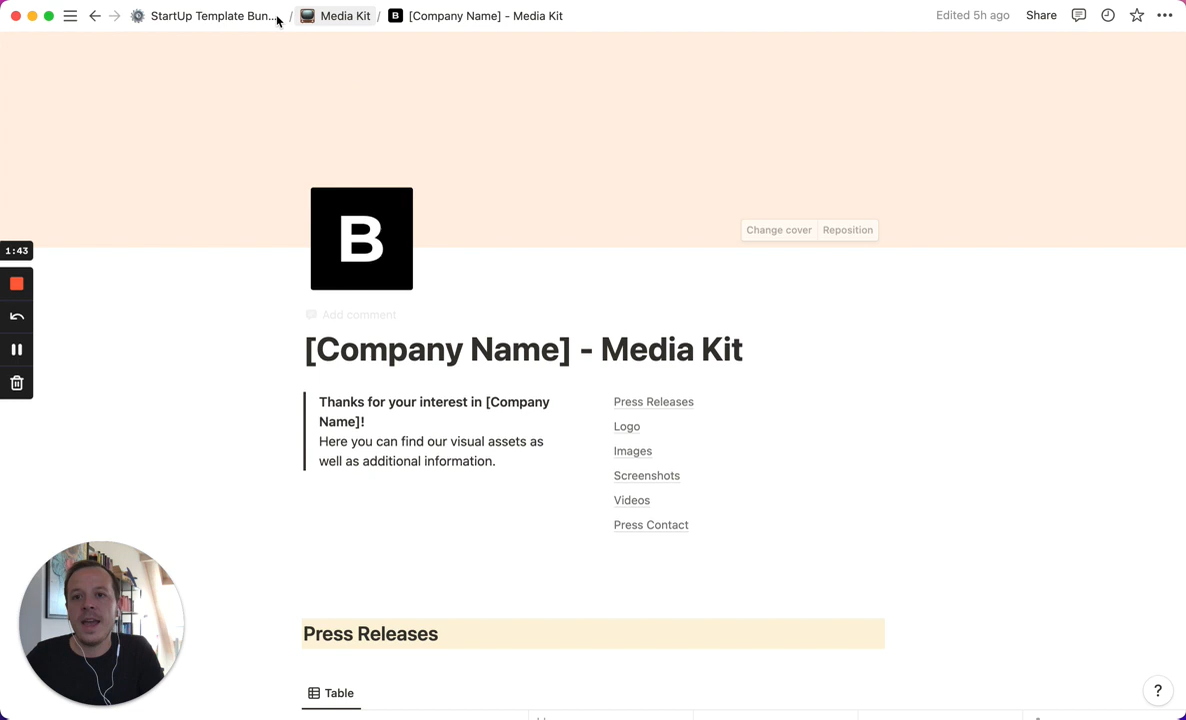 StartUp Template Bun... / Media Kit / B [Company Name] - Media Kit
Edited 5h ago Share
B
Change cover Reposition
1:43
Add comment
[Company Name] - Media Kit
Thanks for your interest in [Company
Name]!
Here you can find our visual assets as
well as additional information.
Press Releases
Logo
Images
Screenshots
Videos
Press Contact
Press Releases
Table
?